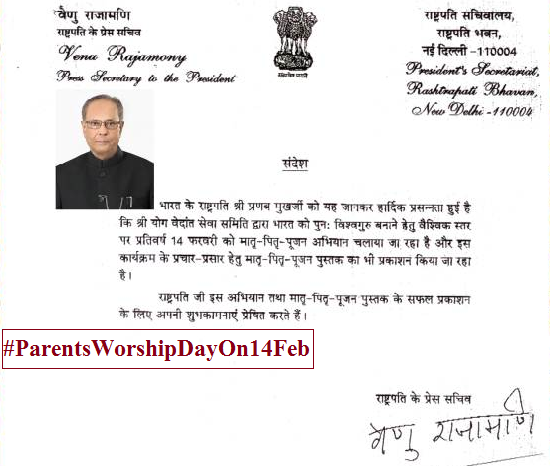 वेणु राजामणि
राष्ट्रपति के प्रेस सचिव
Venu Rajamony
Press Secretary to the President
सत्यमेव जयते
राष्ट्रपति सचिवालय,
राष्ट्रपति भवन,
नई दिल्ली -110004
President's Secretariat,
Rashtrapati Bhavan,
New Delhi -110004
संदेश
भारत के राष्ट्रपति श्री प्रणब मुखर्जी को यह जानकर हार्दिक प्रसन्नता हुई है
कि श्री योग वेदांत सेवा समिति द्वारा भारत को पुन: विश्वगुरु बनाने हेतु वैश्विक स्तर
पर प्रतिवर्ष 14 फरवरी को मातृ-पितृ-पूजन अभियान चलाया जा रहा है और इस
कार्यक्रम के प्रचार-प्रसार हेतु मातृ-पितृ-पूजन पुस्तक का भी प्रकाशन किया जा रहा
है।
राष्ट्रपति जी इस अभियान तथा मातृ-पितृ-पूजन पुस्तक के सफल प्रकाशन
के लिए अपनी शुभकामनाएं प्रेषित करते हैं।
#ParentsWorshipDayOn14Feb
राष्ट्रपति के प्रेस सचिव
वेणु राजामणि